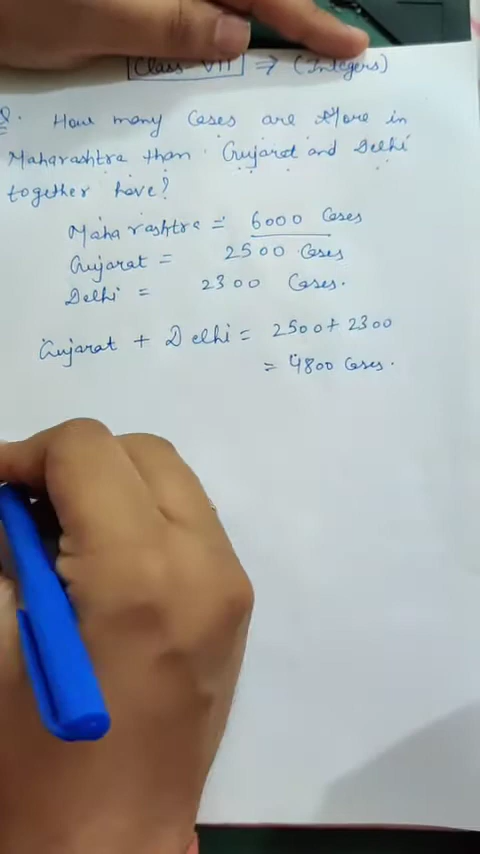 Class VII ⇒ (Integers)
Q. How many Cases are More in
Maharashtra than Gujarat and Delhi
together have?
Maharashtra = 6000 Cases
Gujarat = 2500 Cases
Delhi = 2300 Cases.
Gujarat + Delhi = 2500 + 2300
= 4800 Cases.